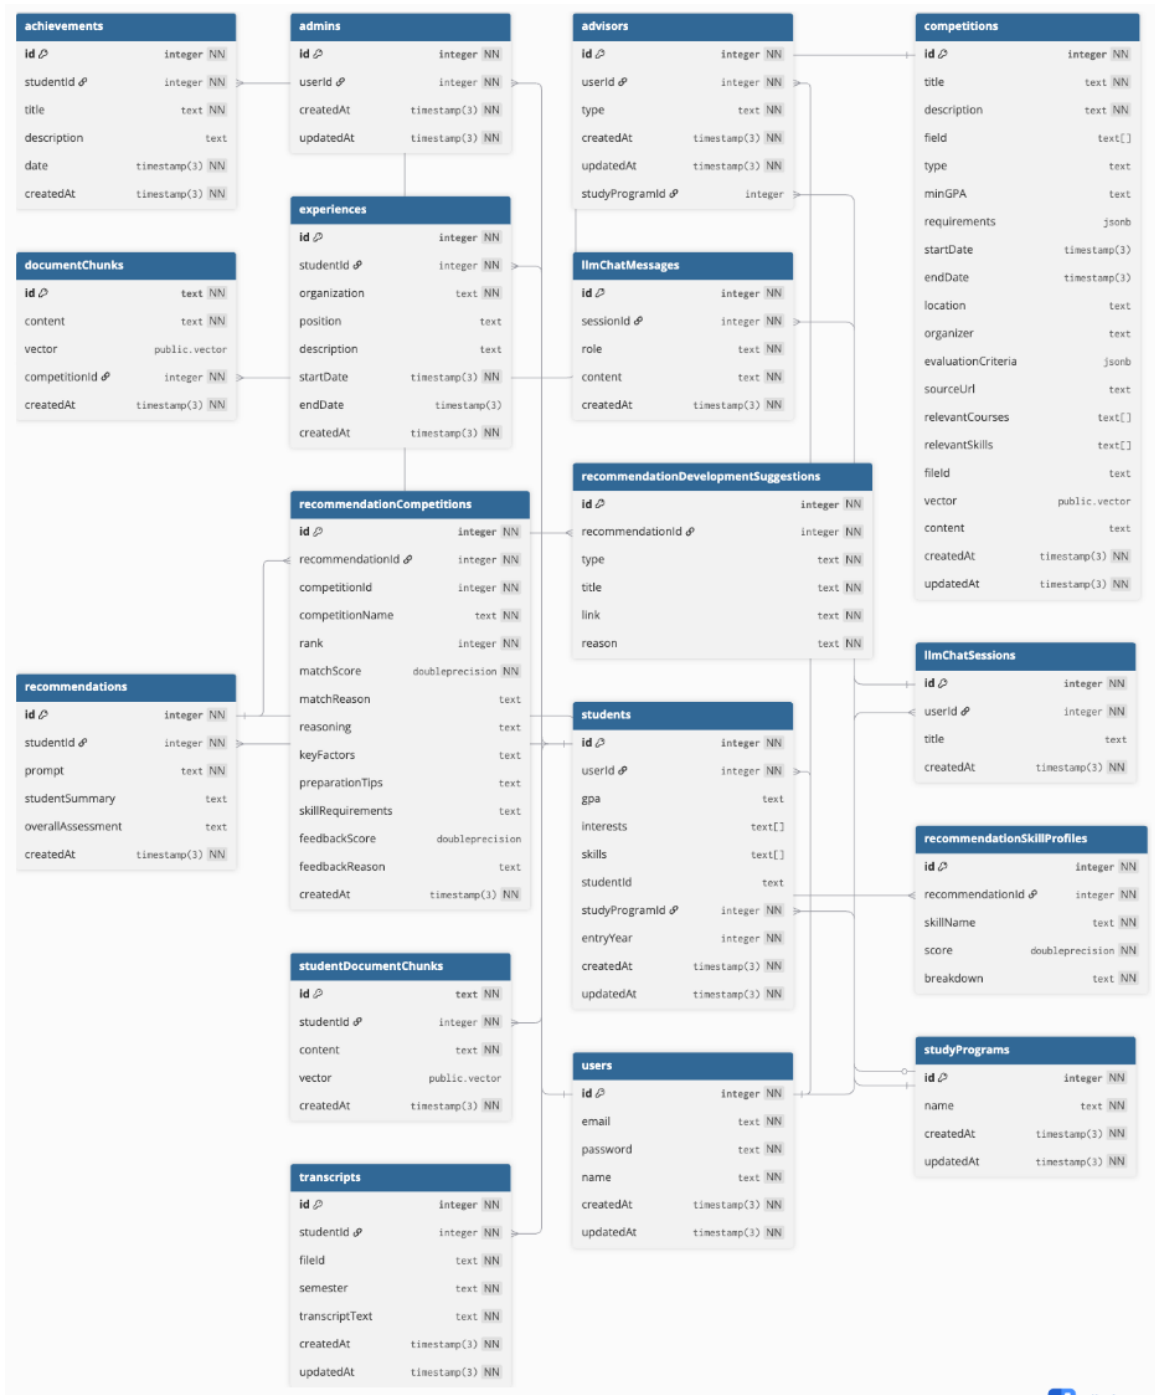 achievements
id integer NN
studentId integer NN
title text NN
description text
date timestamp(3) NN
createdAt timestamp(3) NN
admins
id integer NN
userId integer NN
createdAt timestamp(3) NN
updatedAt timestamp(3) NN
advisors
id integer NN
userId integer NN
type text NN
createdAt timestamp(3) NN
updatedAt timestamp(3) NN
studyProgramId integer
competitions
id integer NN
title text NN
description text NN
field text[]
type text
minGPA text
requirements jsonb
startDate timestamp(3)
endDate timestamp(3)
location text
organizer text
evaluationCriteria jsonb
sourceUrl text
relevantCourses text[]
relevantSkills text[]
fileId text
vector public.vector
content text
createdAt timestamp(3) NN
updatedAt timestamp(3) NN
documentChunks
id text NN
content text NN
vector public.vector
competitionId integer NN
createdAt timestamp(3) NN
experiences
id integer NN
studentId integer NN
organization text NN
position text
description text
startDate timestamp(3) NN
endDate timestamp(3)
createdAt timestamp(3) NN
llmChatMessages
id integer NN
sessionId integer NN
role text NN
content text NN
createdAt timestamp(3) NN
recommendationCompetitions
id integer NN
recommendationId integer NN
competitionId integer NN
competitionName text NN
rank integer NN
matchScore doubleprecision NN
matchReason text
reasoning text
keyFactors text
preparationTips text
skillRequirements text
feedbackScore doubleprecision
feedbackReason text
createdAt timestamp(3) NN
recommendationDevelopmentSuggestions
id integer NN
recommendationId integer NN
type text NN
title text NN
link text NN
reason text NN
llmChatSessions
id integer NN
userId integer NN
title text
createdAt timestamp(3) NN
recommendations
id integer NN
studentId integer NN
prompt text NN
studentSummary text
overallAssessment text
createdAt timestamp(3) NN
students
id integer NN
userId integer NN
gpa text
interests text[]
skills text[]
studentId text
studyProgramId integer NN
entryYear integer NN
createdAt timestamp(3) NN
updatedAt timestamp(3) NN
recommendationSkillProfiles
id integer NN
recommendationId integer NN
skillName text NN
score doubleprecision NN
breakdown text NN
studentDocumentChunks
id text NN
studentId integer NN
content text NN
vector public.vector
createdAt timestamp(3) NN
users
id integer NN
email text NN
password text NN
name text NN
createdAt timestamp(3) NN
updatedAt timestamp(3) NN
studyPrograms
id integer NN
name text NN
createdAt timestamp(3) NN
updatedAt timestamp(3) NN
transcripts
id integer NN
studentId integer NN
fileId text NN
semester text NN
transcriptText text NN
createdAt timestamp(3) NN
updatedAt timestamp(3) NN